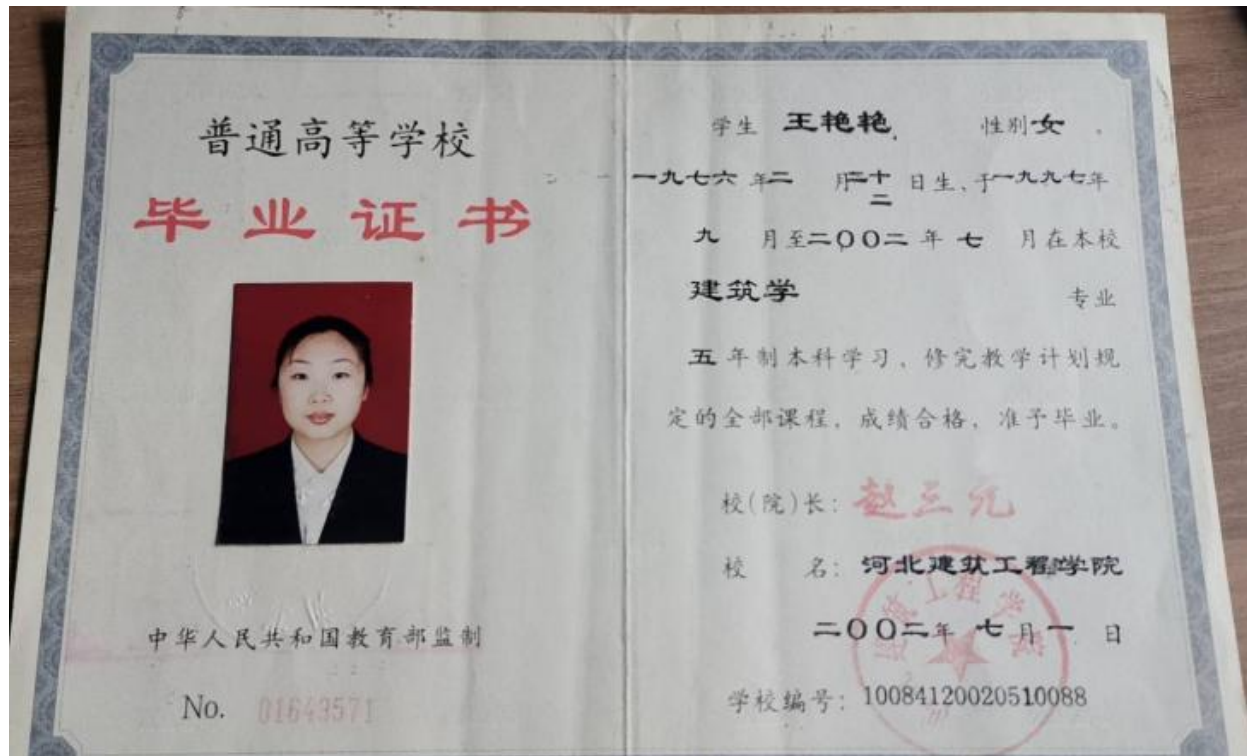 普通高等学校
毕业证书
中华人民共和国教育部监制
No. 01643571
学生 王艳艳, 性别女 。
一九七六 年二 月二十二 日生、于一九九七年
九 月至二〇〇二 年 七 月在本校
建筑学 专业
五 年制本科学习、修完教学计划规
定的全部课程，成绩合格，准予毕业。
校(院)长: 赵三元
校 名: 河北建筑工程学院
二〇〇二年 七月一 日
学校编号: 10084120020510088